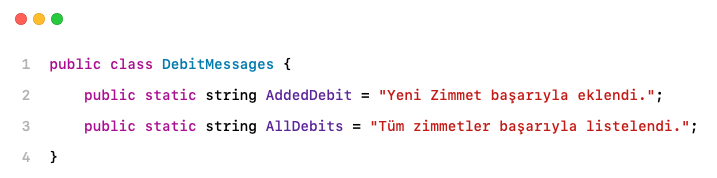 1 public class DebitMessages {
2 public static string AddedDebit = "Yeni Zimmet başarıyla eklendi.";
3 public static string AllDebits = "Tüm zimmetler başarıyla listelendi.";
4 }